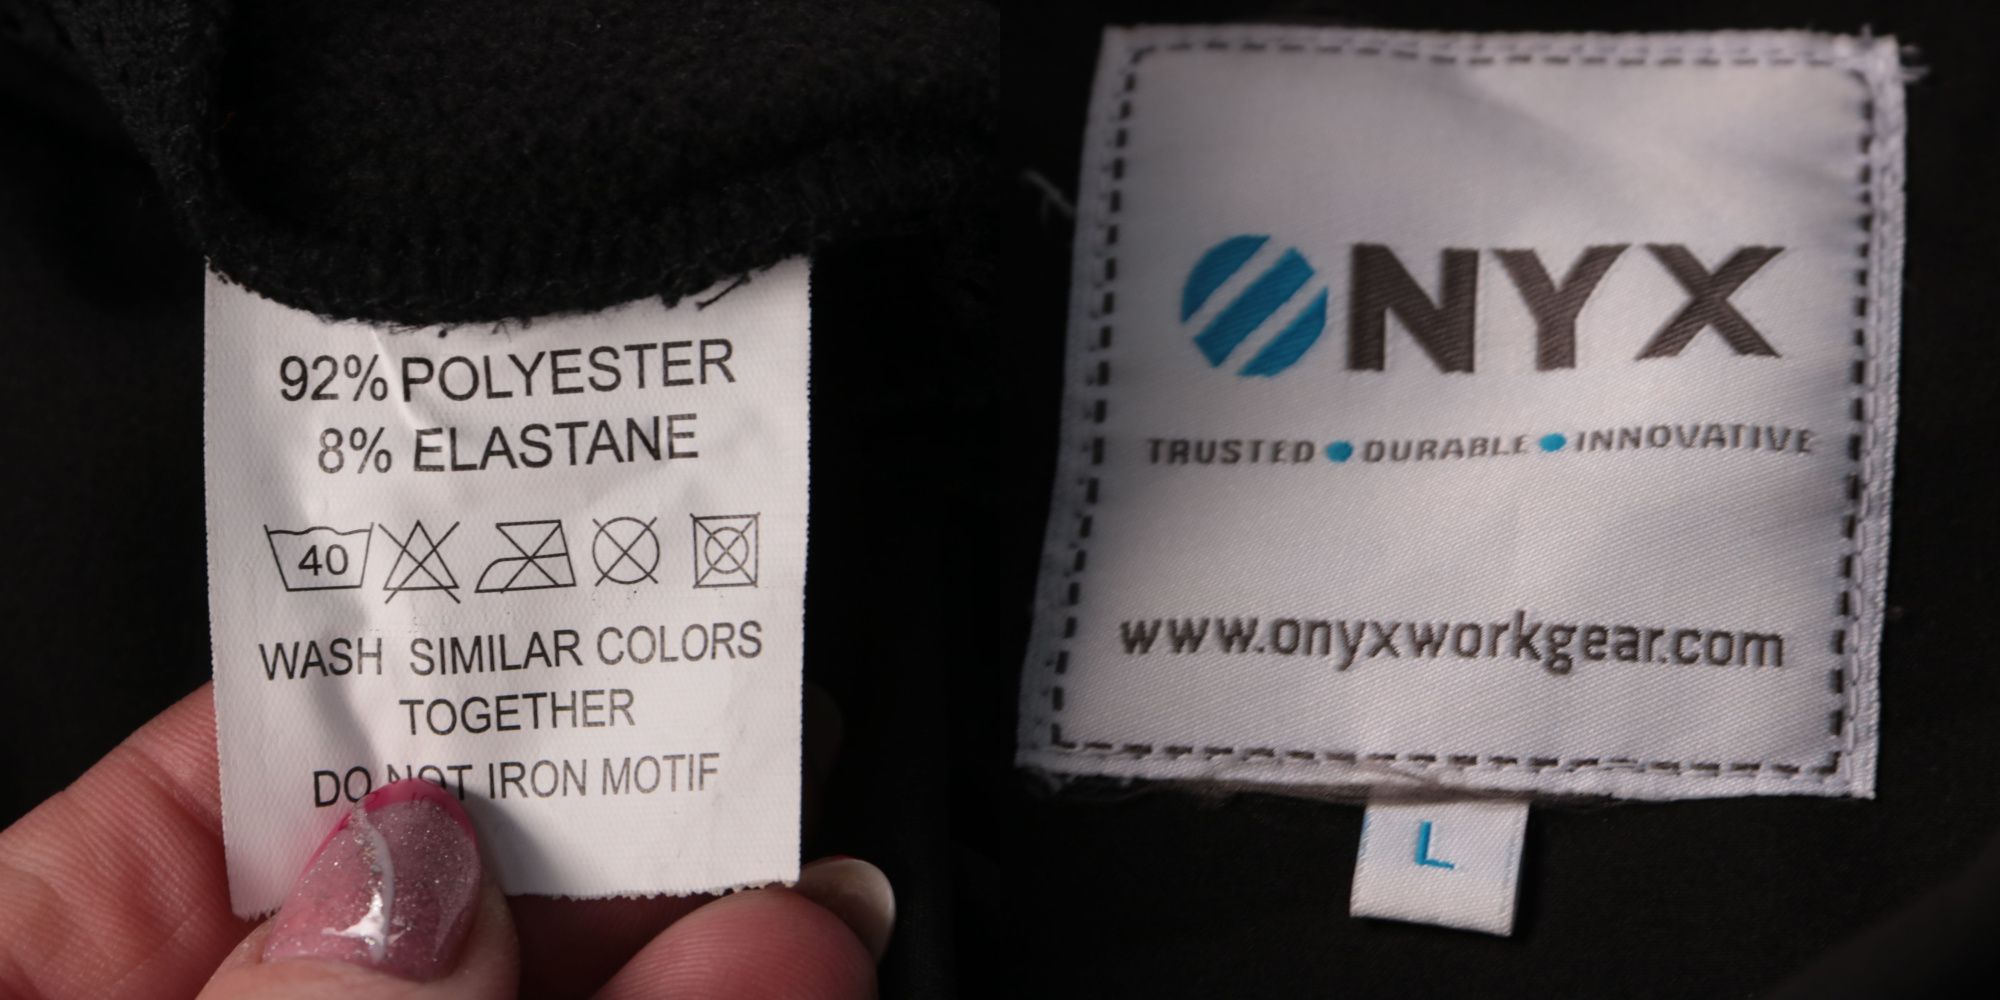 92% POLYESTER
8% ELASTANE
40
WASH SIMILAR COLORS
TOGETHER
DO NOT IRON MOTIF
ONYX
TRUSTED • DURABLE • INNOVATIVE
www.onyxworkgear.com
L